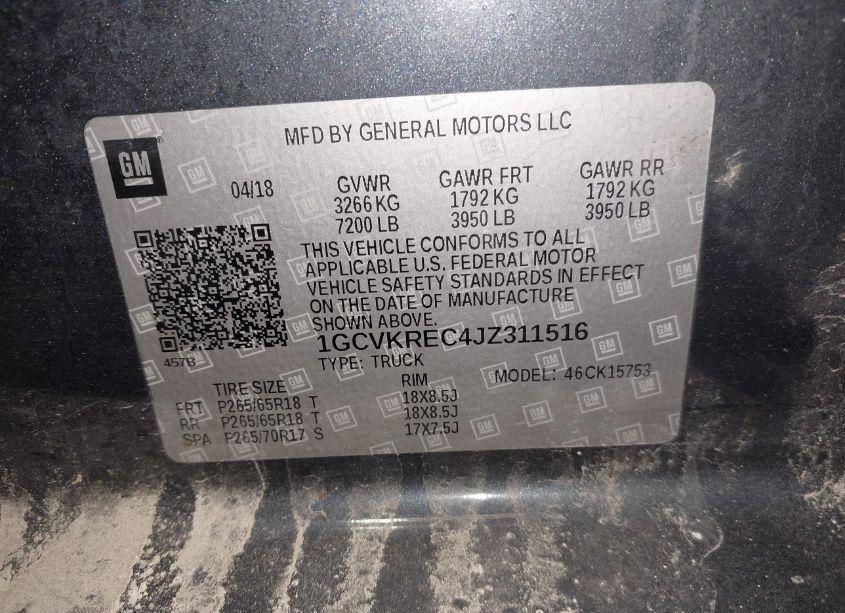 MFD BY GENERAL MOTORS LLC
GM
04/18
GVWR
3266 KG
7200 LB
GAWR FRT
1792 KG
3950 LB
GAWR RR
1792 KG
3950 LB
THIS VEHICLE CONFORMS TO ALL
APPLICABLE U.S. FEDERAL MOTOR
VEHICLE SAFETY STANDARDS IN EFFECT
ON THE DATE OF MANUFACTURE
SHOWN ABOVE.
457B
1GCVKREC4JZ311516
TYPE: TRUCK
MODEL: 46CK15753
TIRE SIZE RIM
FRT P265/65R18 T 18X8.5J
RR P265/65R18 T 18X8.5J
SPA P265/70R17 S 17X7.5J